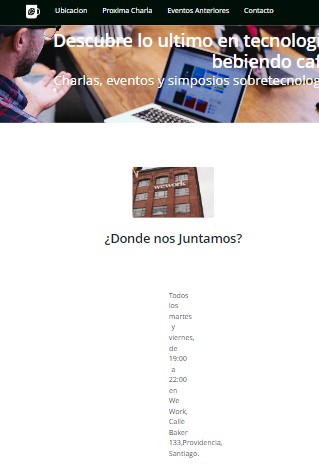 Ubicacion Proxima Charla Eventos Anteriores Contacto
Descubre lo ultimo en tecnologi
bebiendo caf
Charlas, eventos y simposios sobretecnolog
wework
¿Donde nos Juntamos?
Todos
los
martes
y
viernes,
de
19:00
a
22:00
en
We
Work,
Calle
Baker
133,Providencia,
Santiago.